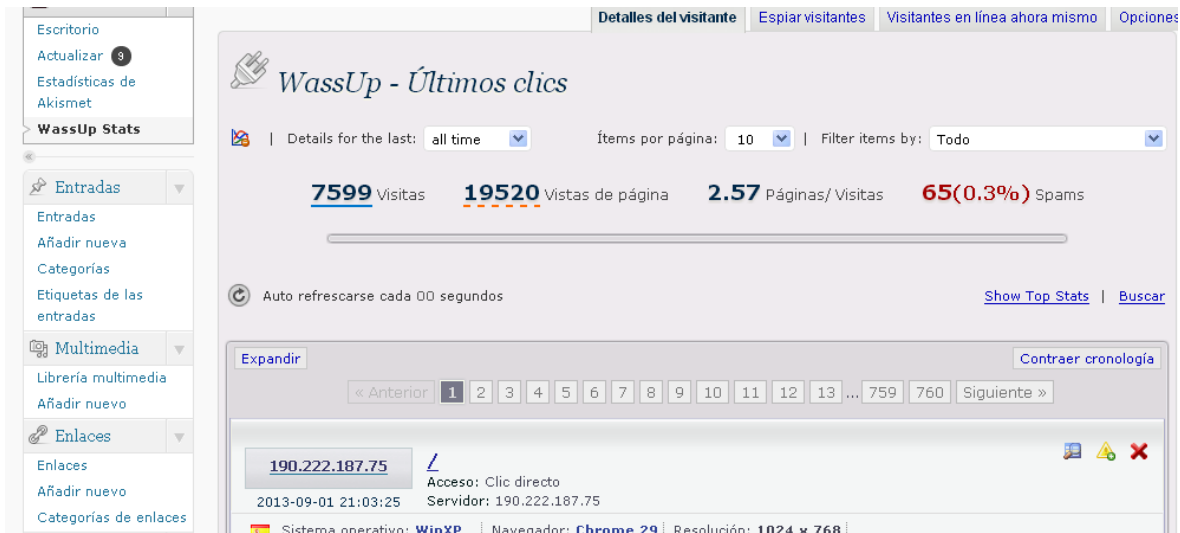 Detalles del visitante Espiar visitantes Visitantes en línea ahora mismo Opciones
Escritorio
Actualizar 9
Estadísticas de
Akismet
WassUp Stats
Entradas
Entradas
Añadir nueva
Categorías
Etiquetas de las
entradas
Multimedia
Librería multimedia
Añadir nuevo
Enlaces
Enlaces
Añadir nuevo
Categorías de enlaces
WassUp - Últimos clics
| Details for the last: all time Ítems por página: 10 | Filter items by: Todo
7599 Visitas 19520 Vistas de página 2.57 Páginas/ Visitas 65(0.3%) Spams
Auto refrescarse cada 00 segundos Show Top Stats | Buscar
Expandir Contraer cronología
« Anterior 1 2 3 4 5 6 7 8 9 10 11 12 13 ... 759 760 Siguiente »
190.222.187.75 /
Acceso: Clic directo
2013-09-01 21:03:25 Servidor: 190.222.187.75
Sistema operativo: WinXP Navegador: Chrome 29 Resolución: 1024 x 768